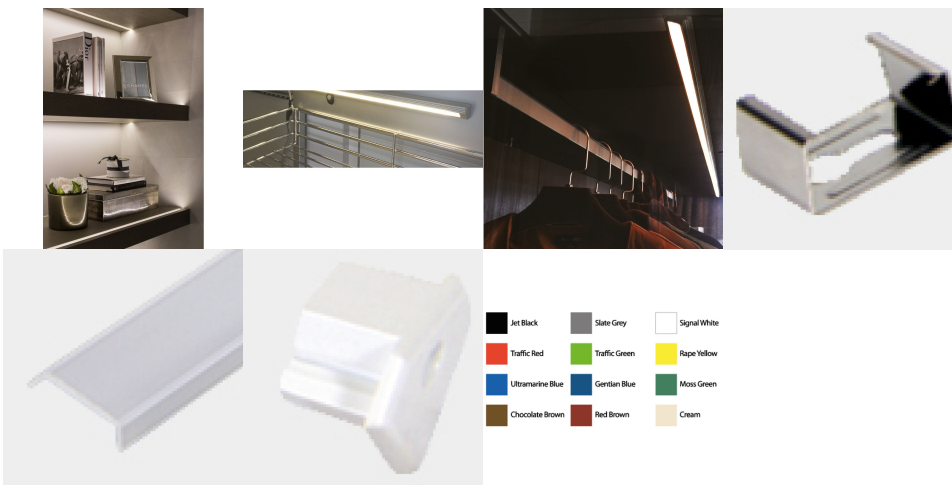 Dior
Jet Black
Slate Grey
Signal White
Traffic Red
Traffic Green
Rape Yellow
Ultramarine Blue
Gentian Blue
Moss Green
Chocolate Brown
Red Brown
Cream